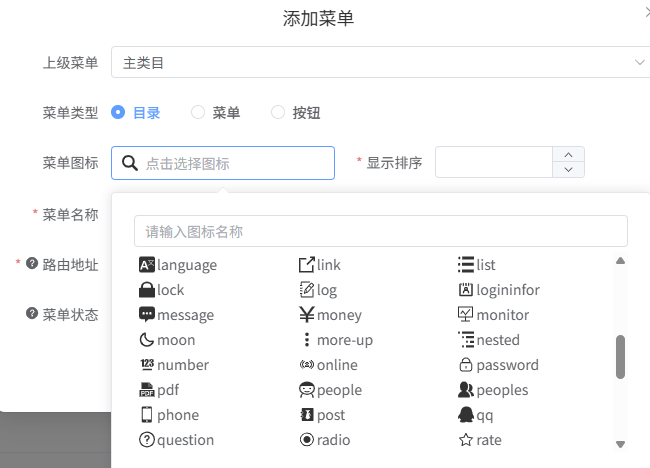 添加菜单
上级菜单 主类目
菜单类型 目录 菜单 按钮
菜单图标 点击选择图标 * 显示排序
* 菜单名称
请输入图标名称
* 路由地址
language link list
lock log logininfor
菜单状态
message money monitor
moon more-up nested
number online password
pdf people peoples
phone post qq
question radio rate